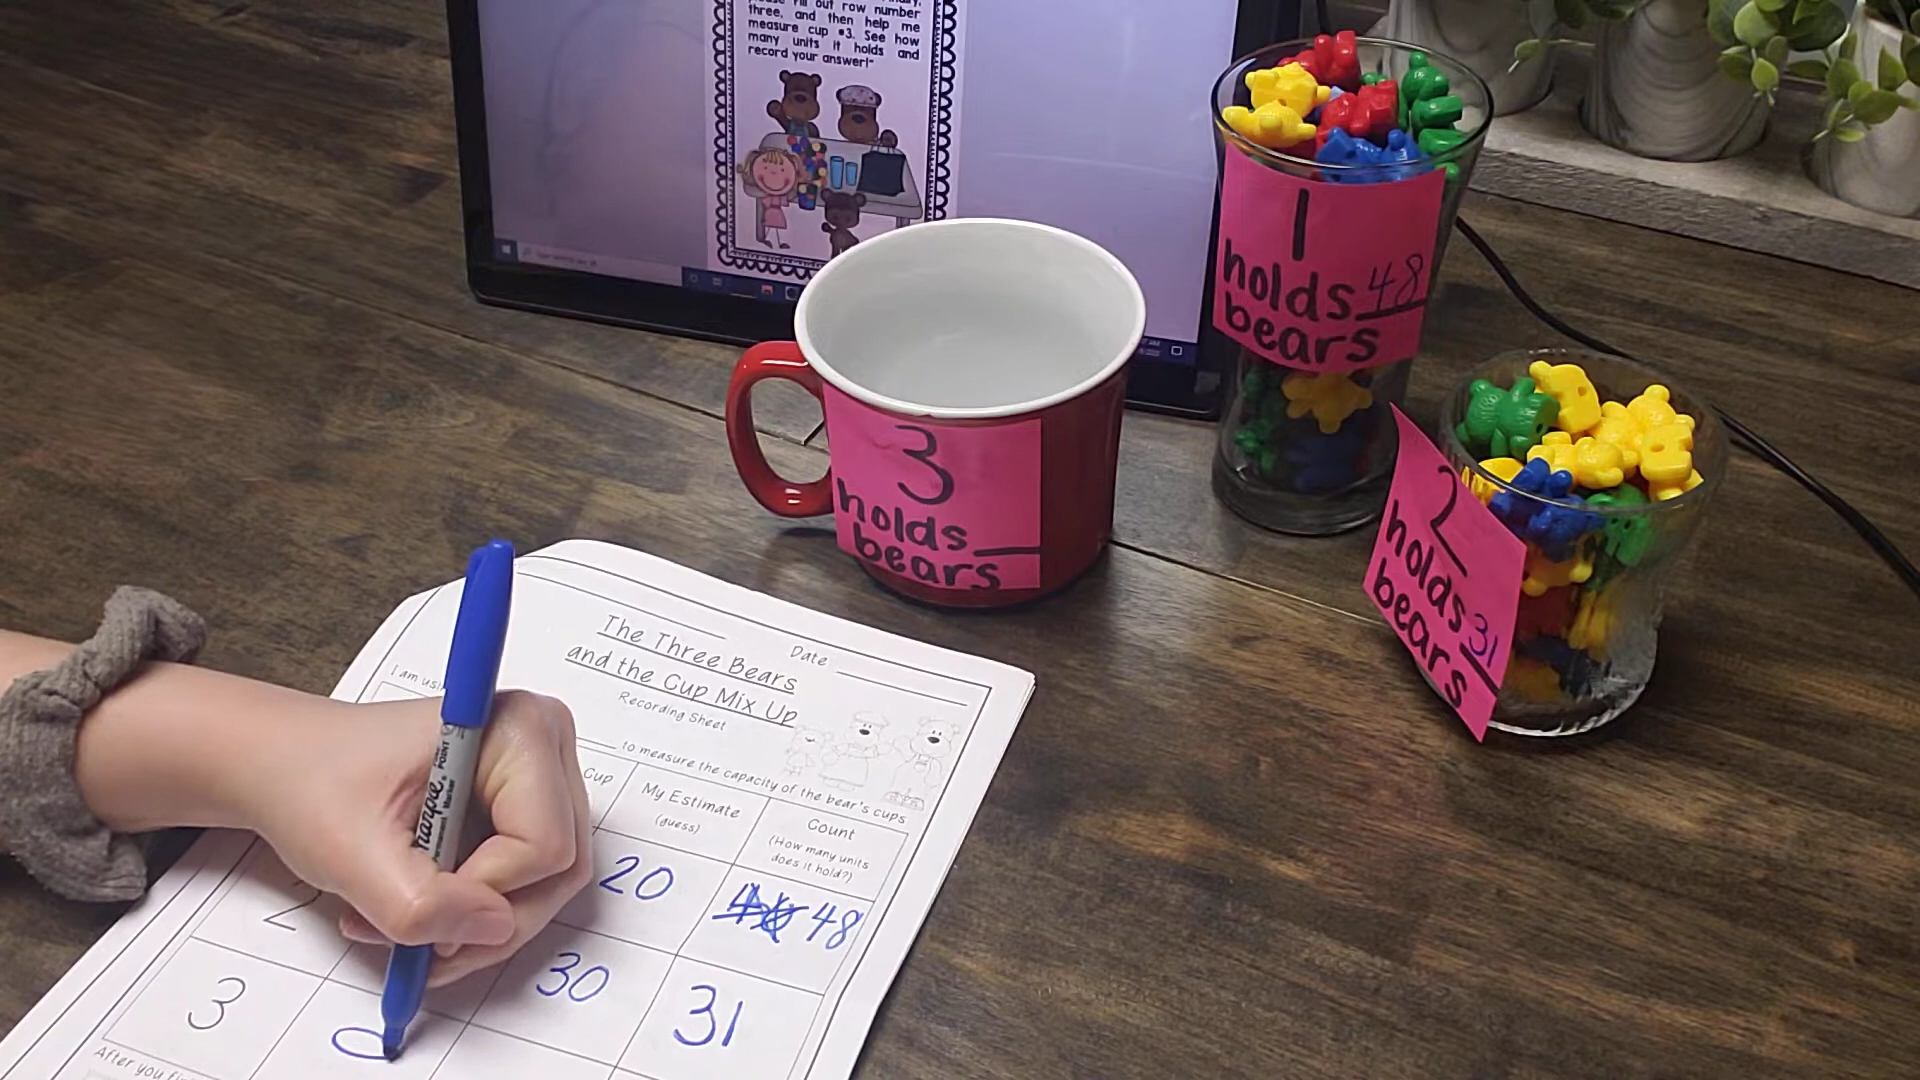 three, and then help me
measure cup #3. See how
many units it holds and
record your answer!"
1
holds 48
bears
3
holds
bears
2
holds 31
bears
Date
The Three Bears
and the Cup Mix Up
Recording Sheet
to measure the capacity of the bear's cups
Cup
My Estimate
(guess)
Count
(How many units
does it hold?)
20
48
2
30
31
3
After you
Sharpie